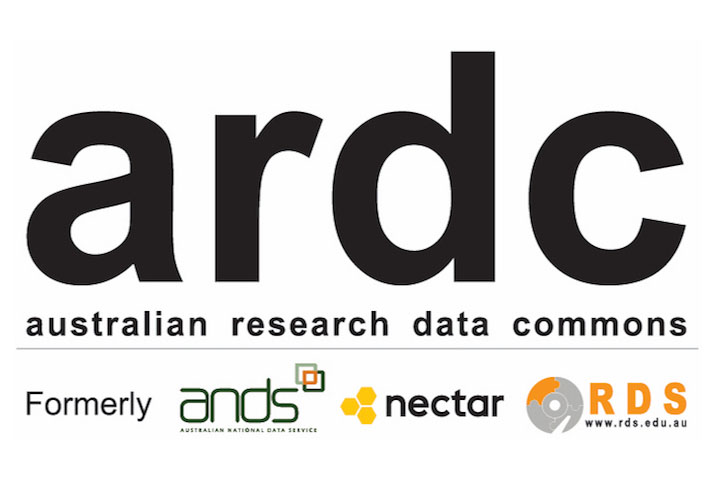 ardc
australian research data commons
Formerly
ands
AUSTRALIAN NATIONAL DATA SERVICE
nectar
RDS
www.rds.edu.au